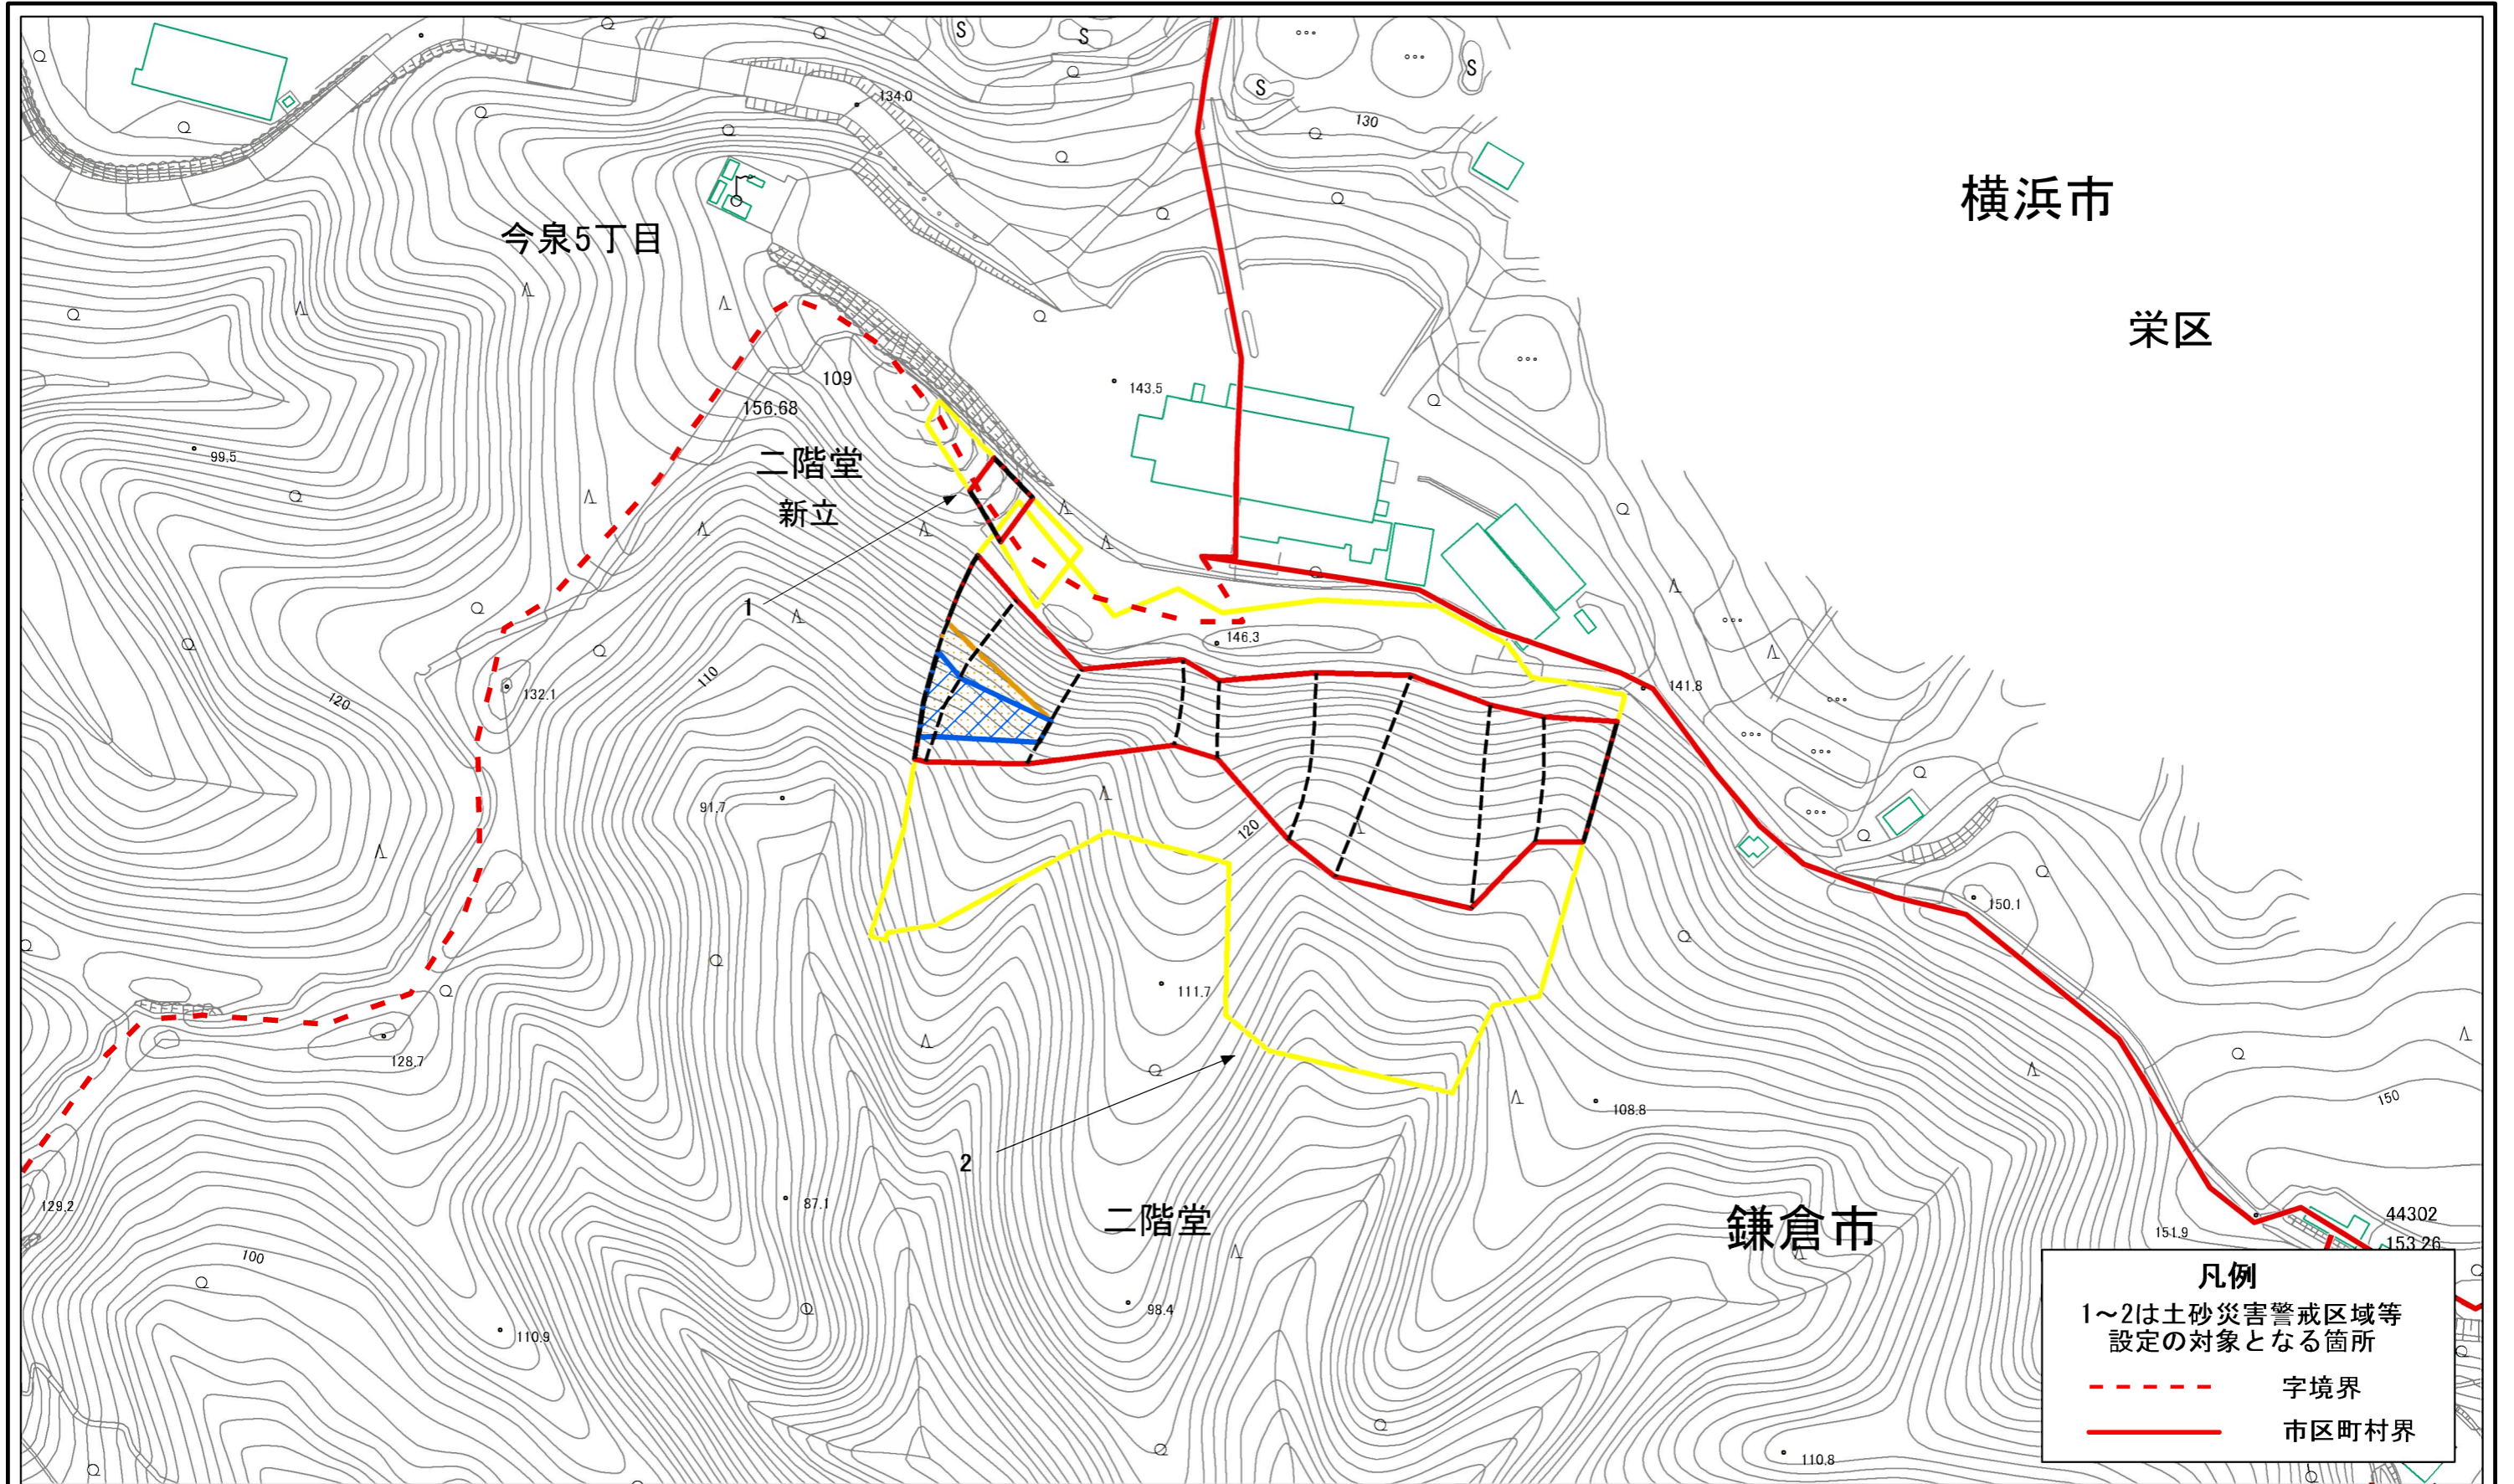 S
S
S
S
134.0
130
横浜市
今泉5丁目
栄区
109
143.5
156.68
99.5
二階堂
新立
1
146.3
132.1
141.8
120
110
91.7
120
150.1
111.7
128.7
108.8
150
2
129.2
87.1
二階堂
鎌倉市
44302
151.9
153.26
100
98.4
110.9
110.8
凡例
1～2は土砂災害警戒区域等
設定の対象となる箇所
字境界
市区町村界